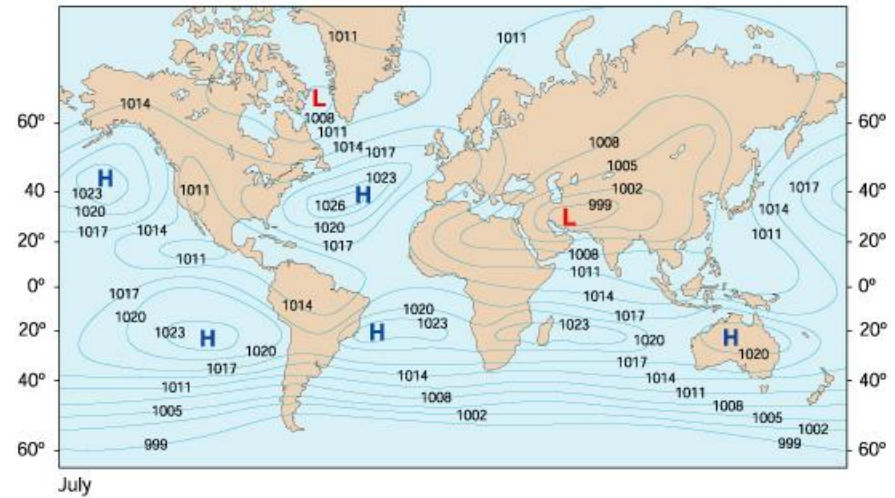 1011 1011
1014 L
60° 1008 60°
1011
1014 1017 1008
H 1023 1005
40 1023 1011 H 1002 1017 40°
1020 1026 999 1014
1017 1014 1020 L 1011
20° 1017 20°
1011 1008
1011
0° 1017 1014 1014 0°
1020 1020 1017
20° 1023 H H 1023 1023 1020 H 20°
1020 1020
1017 1017
40° 1011 1014 1014 40°
1005 1008 1011
1002 1008
1005
999 1002
60° 999 60°
July